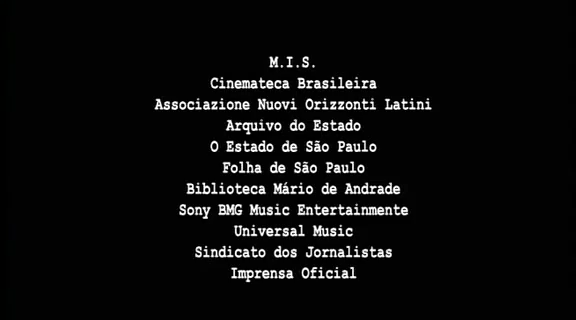 M.I.S.
Cinemateca Brasileira
Associazione Nuovi Orizzonti Latini
Arquivo do Estado
O Estado de São Paulo
Folha de São Paulo
Biblioteca Mário de Andrade
Sony BMG Music Entertainmente
Universal Music
Sindicato dos Jornalistas
Imprensa Oficial